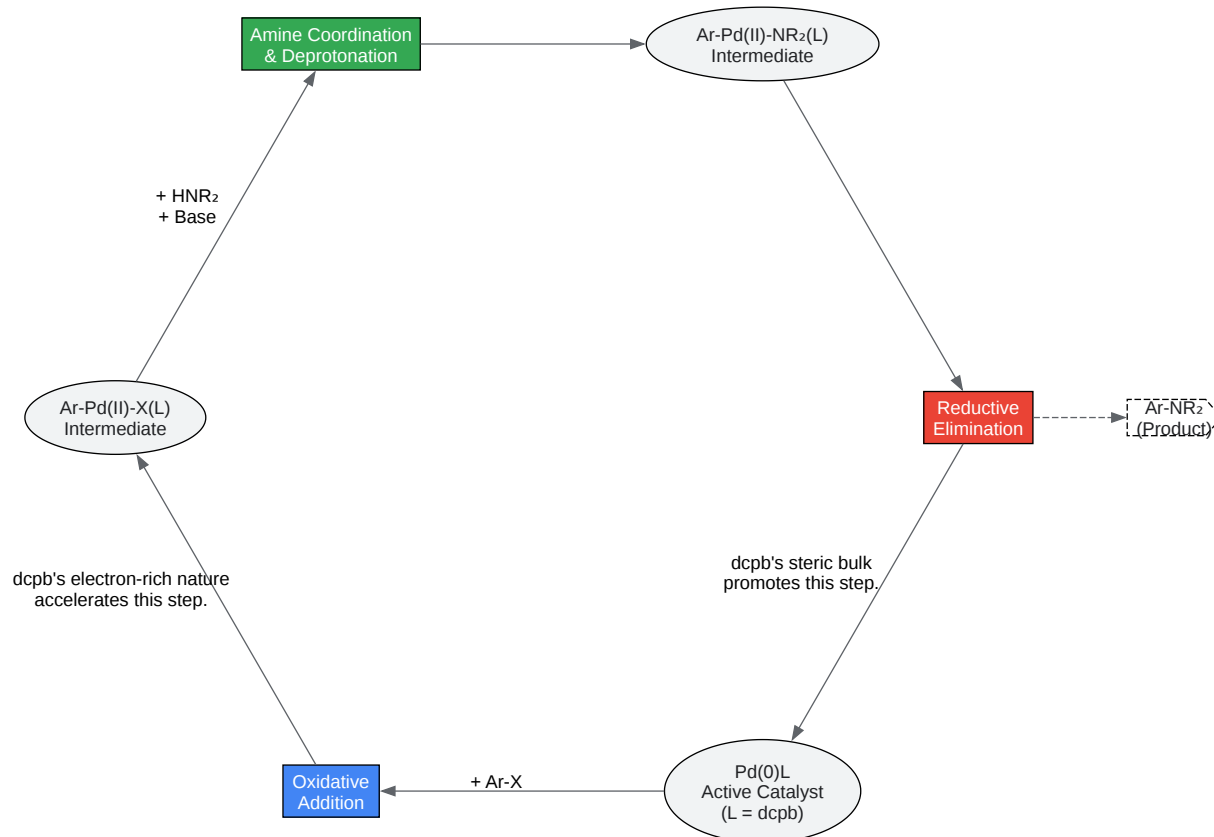 Amine Coordination
& Deprotonation
Ar-Pd(II)-NR₂(L)
Intermediate
+ HNR₂
+ Base
Ar-Pd(II)-X(L)
Intermediate
Reductive
Elimination
Ar-NR₂
(Product)
dcpb's electron-rich nature
accelerates this step.
dcpb's steric bulk
promotes this step.
Oxidative
Addition
+ Ar-X
Pd(0)L
Active Catalyst
(L = dcpb)